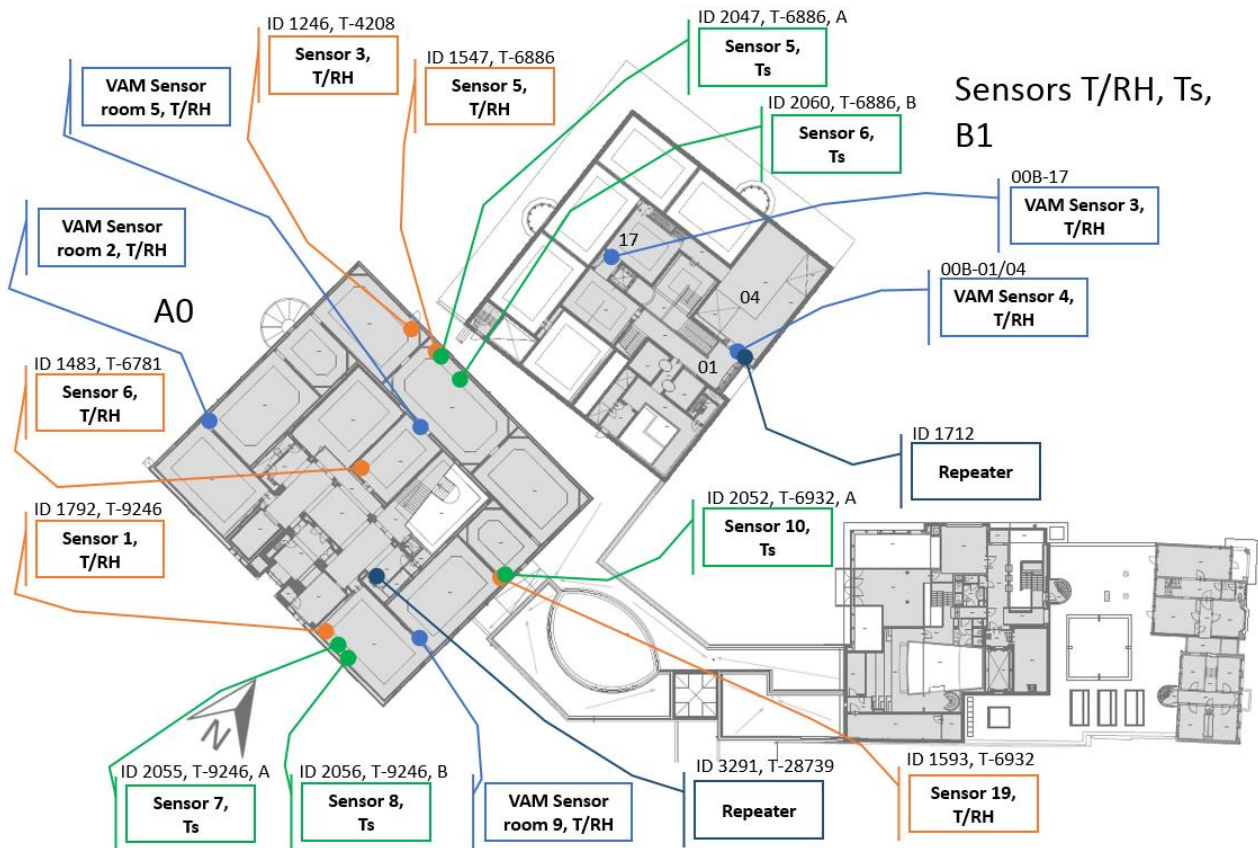 ID 1246, T-4208
Sensor 3,
T/RH
ID 2047, T-6886, A
Sensor 5,
Ts
ID 1547, T-6886
Sensor 5,
T/RH
VAM Sensor
room 5, T/RH
Sensors T/RH, Ts,
B1
ID 2060, T-6886, B
Sensor 6,
Ts
00B-17
VAM Sensor 3,
T/RH
VAM Sensor
room 2, T/RH
17
00B-01/04
VAM Sensor 4,
T/RH
A0
04
01
ID 1483, T-6781
Sensor 6,
T/RH
ID 1712
Repeater
ID 1792, T-9246
Sensor 1,
T/RH
ID 2052, T-6932, A
Sensor 10,
Ts
N
ID 2055, T-9246, A
Sensor 7,
Ts
ID 2056, T-9246, B
Sensor 8,
Ts
VAM Sensor
room 9, T/RH
ID 3291, T-28739
Repeater
ID 1593, T-6932
Sensor 19,
T/RH